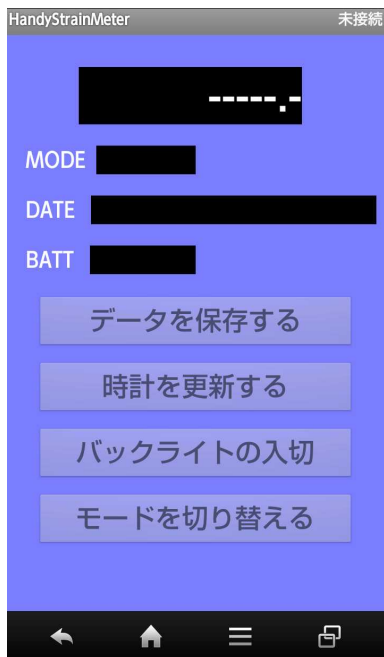 HandyStrainMeter 未接続
-----.-
MODE
DATE
BATT
データを保存する
時計を更新する
バックライトの入切
モードを切り替える